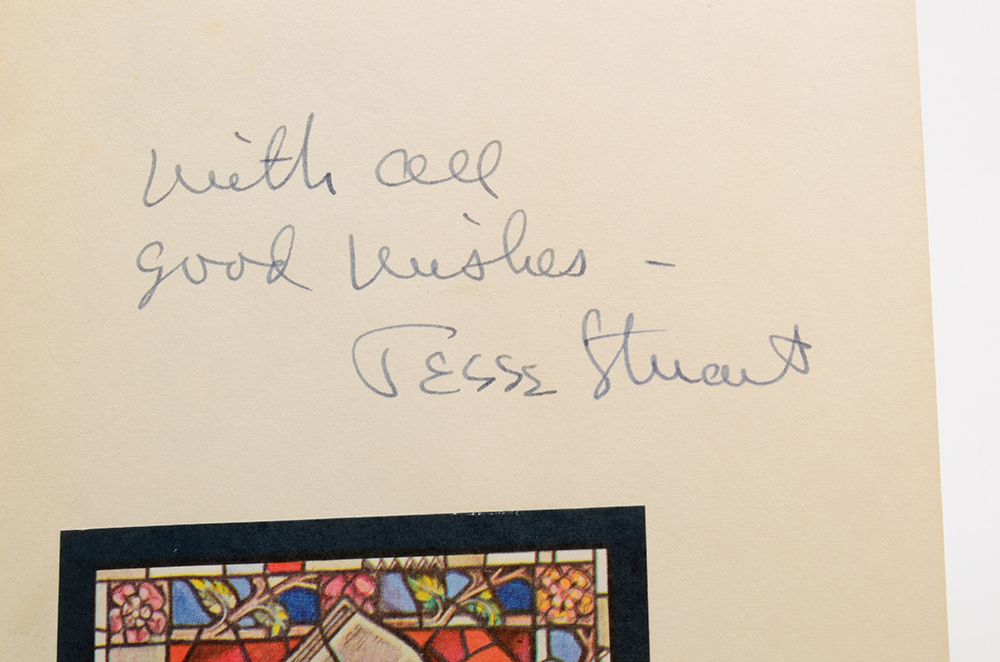 With all
good wishes –
Jesse Stuart